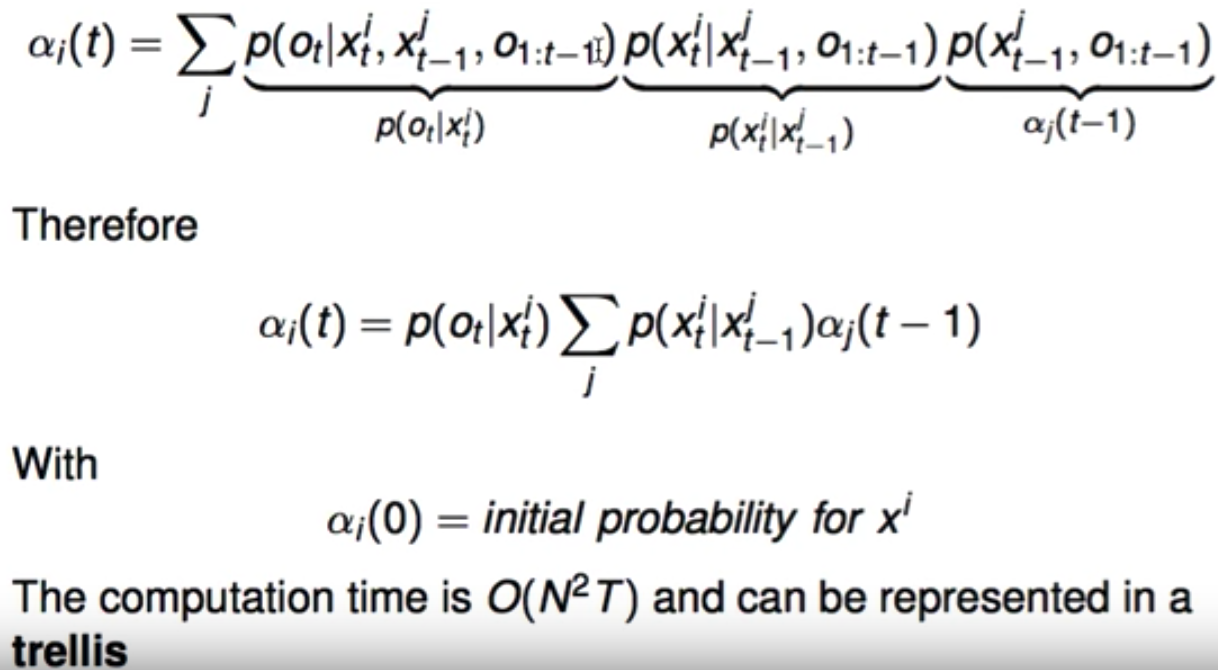 αᵢ(t) = ∑ⱼ p(oₜ|xₜⁱ, xₜ₋₁ʲ, o₁:ₜ₋₁) p(xₜⁱ|xₜ₋₁ʲ, o₁:ₜ₋₁) p(xₜ₋₁ʲ, o₁:ₜ₋₁)
p(oₜ|xₜⁱ) p(xₜⁱ|xₜ₋₁ʲ) αⱼ(t−1)
Therefore
αᵢ(t) = p(oₜ|xₜⁱ) ∑ⱼ p(xₜⁱ|xₜ₋₁ʲ)αⱼ(t − 1)
With
αᵢ(0) = initial probability for xⁱ
The computation time is O(N²T) and can be represented in a
trellis